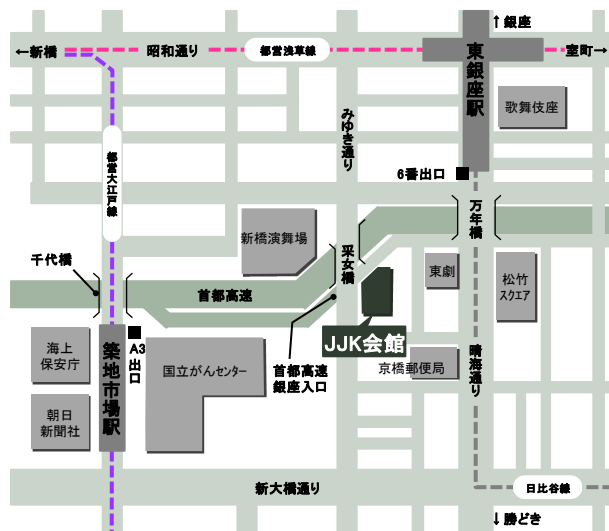 ↑銀座
←新橋
昭和通り
都営浅草線
室町→
東銀座駅
歌舞伎座
みゆき通り
都営大江戸線
6番出口
万年橋
新橋演舞場
采女橋
千代橋
東劇
松竹
スクエア
首都高速
JJK会館
A3
出口
海上
保安庁
築地市場駅
国立がんセンター
首都高速
銀座入口
京橋郵便局
晴海通り
朝日
新聞社
新大橋通り
日比谷線
↓勝どき